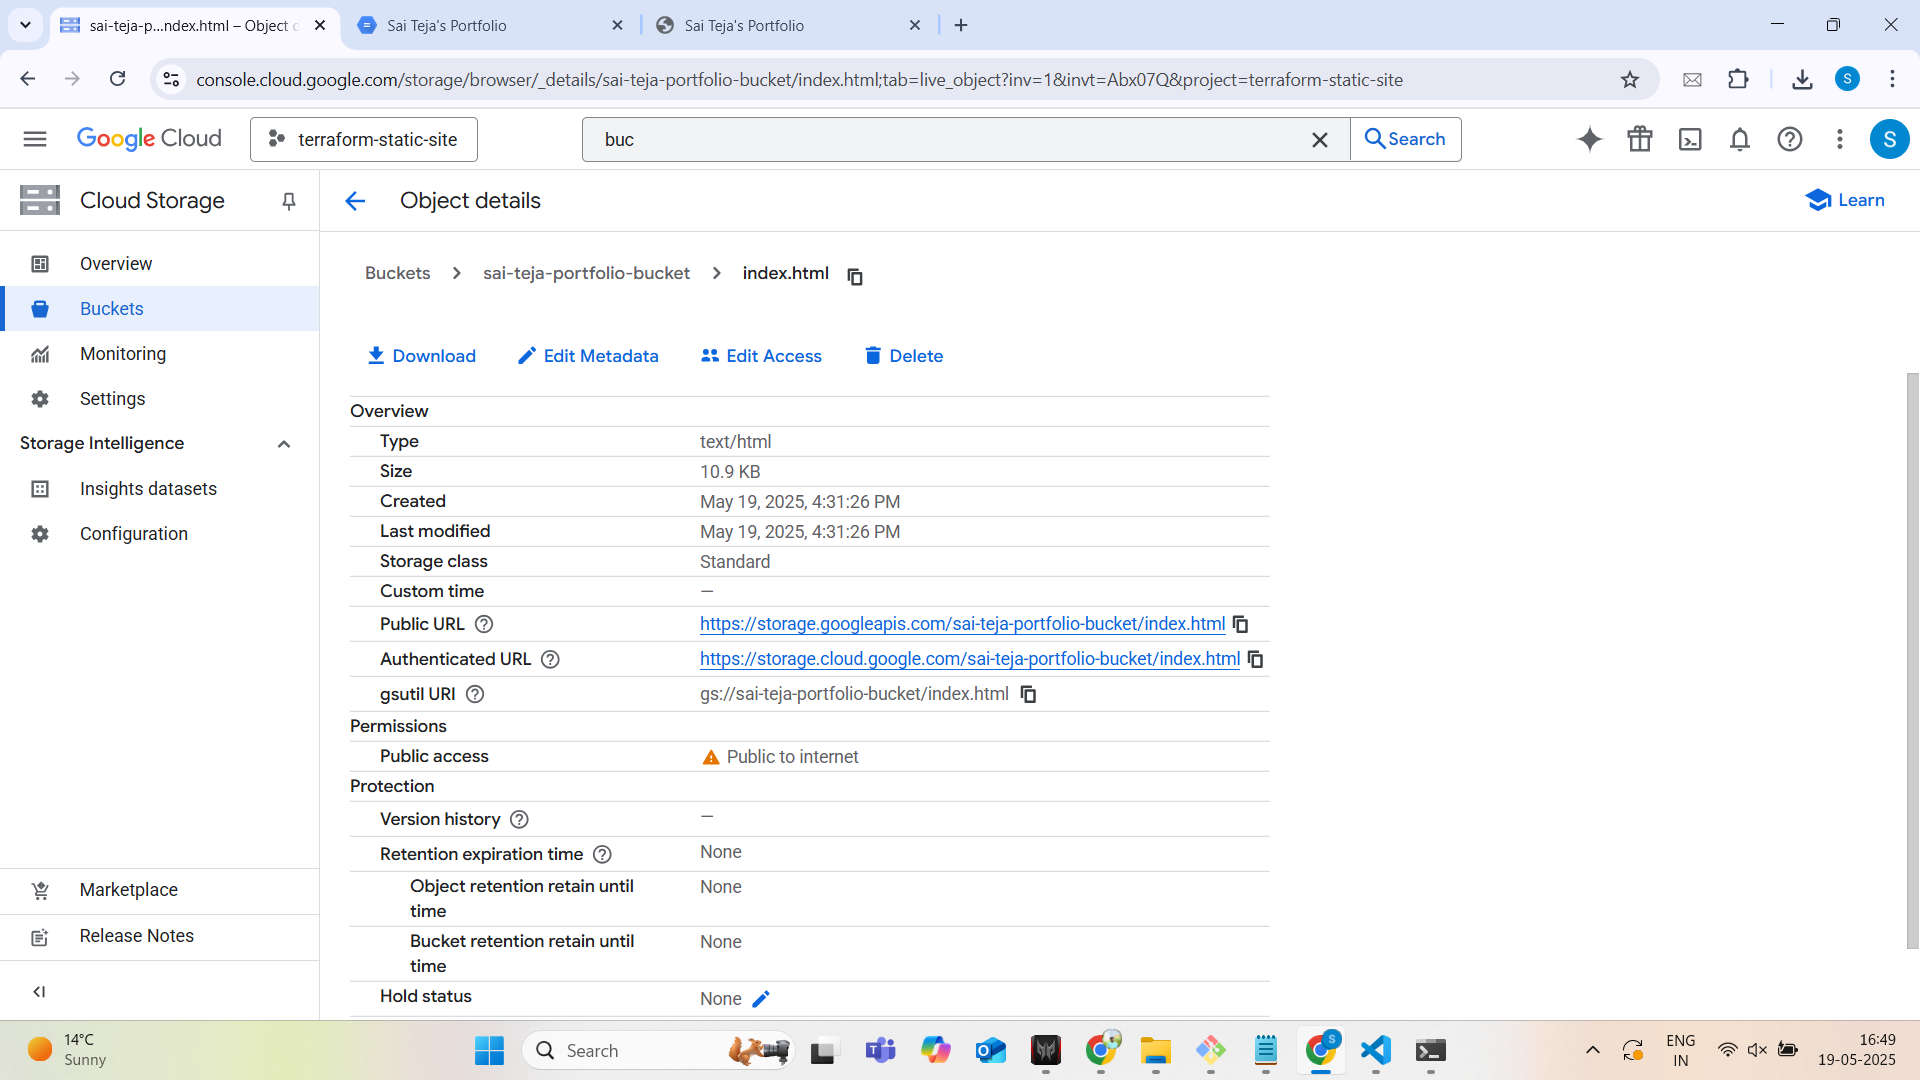 sai-teja-p...ndex.html – Object d
Sai Teja's Portfolio
Sai Teja's Portfolio
console.cloud.google.com/storage/browser/_details/sai-teja-portfolio-bucket/index.html;tab=live_object?inv=1&invt=Abx07Q&project=terraform-static-site
S
Google Cloud
terraform-static-site
buc
Search
S
Cloud Storage
Object details
Learn
Overview
Buckets
Monitoring
Settings
Storage Intelligence
Insights datasets
Configuration
Marketplace
Release Notes
Buckets
sai-teja-portfolio-bucket
index.html
Download
Edit Metadata
Edit Access
Delete
Overview
Type text/html
Size 10.9 KB
Created May 19, 2025, 4:31:26 PM
Last modified May 19, 2025, 4:31:26 PM
Storage class Standard
Custom time —
Public URL https://storage.googleapis.com/sai-teja-portfolio-bucket/index.html
Authenticated URL https://storage.cloud.google.com/sai-teja-portfolio-bucket/index.html
gsutil URI gs://sai-teja-portfolio-bucket/index.html
Permissions
Public access Public to internet
Protection
Version history —
Retention expiration time None
Object retention retain until None
time
Bucket retention retain until None
time
Hold status None
14°C
Sunny
Search
S
ENG
IN
16:49
19-05-2025